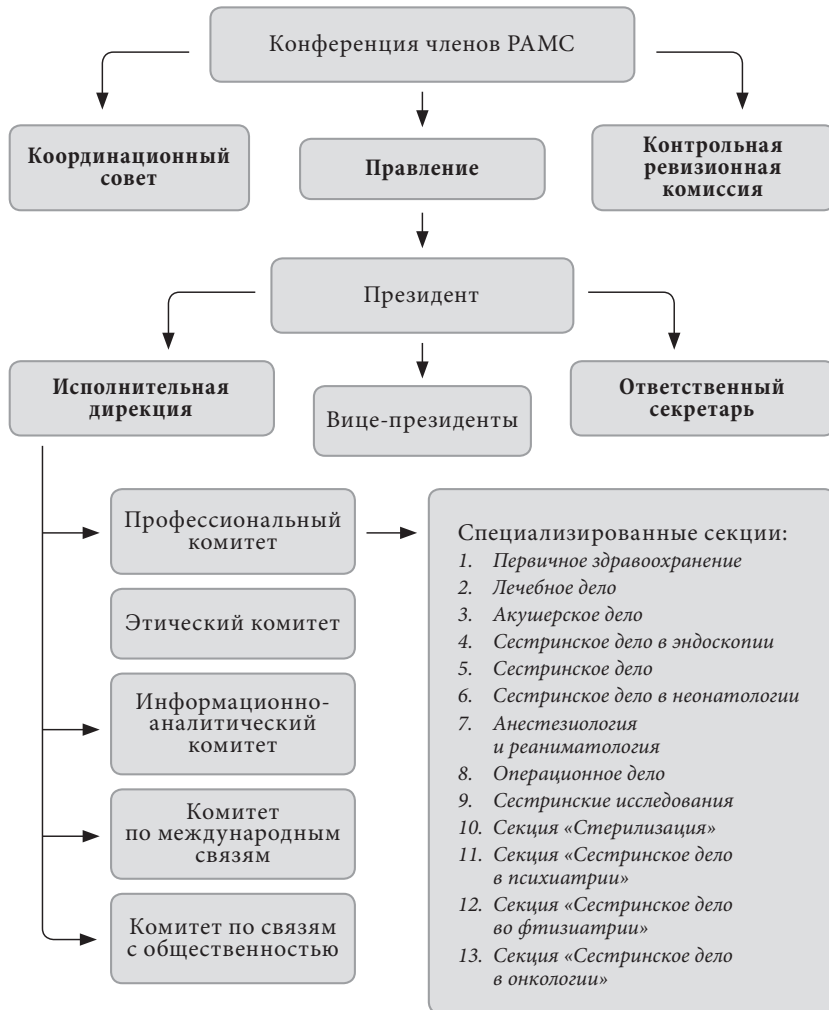 Конференция членов РАМС
Координационный
совет
Правление
Контрольная
ревизионная
комиссия
Президент
Исполнительная
дирекция
Вице-президенты
Ответственный
секретарь
Профессиональный
комитет
Этический комитет
Информационно-
аналитический
комитет
Комитет
по международным
связям
Комитет по связям
с общественностью
Специализированные секции:
1. Первичное здравоохранение
2. Лечебное дело
3. Акушерское дело
4. Сестринское дело в эндоскопии
5. Сестринское дело
6. Сестринское дело в неонатологии
7. Анестезиология
и реаниматология
8. Операционное дело
9. Сестринские исследования
10. Секция «Стерилизация»
11. Секция «Сестринское дело
в психиатрии»
12. Секция «Сестринское дело
во фтизиатрии»
13. Секция «Сестринское дело
в онкологии»